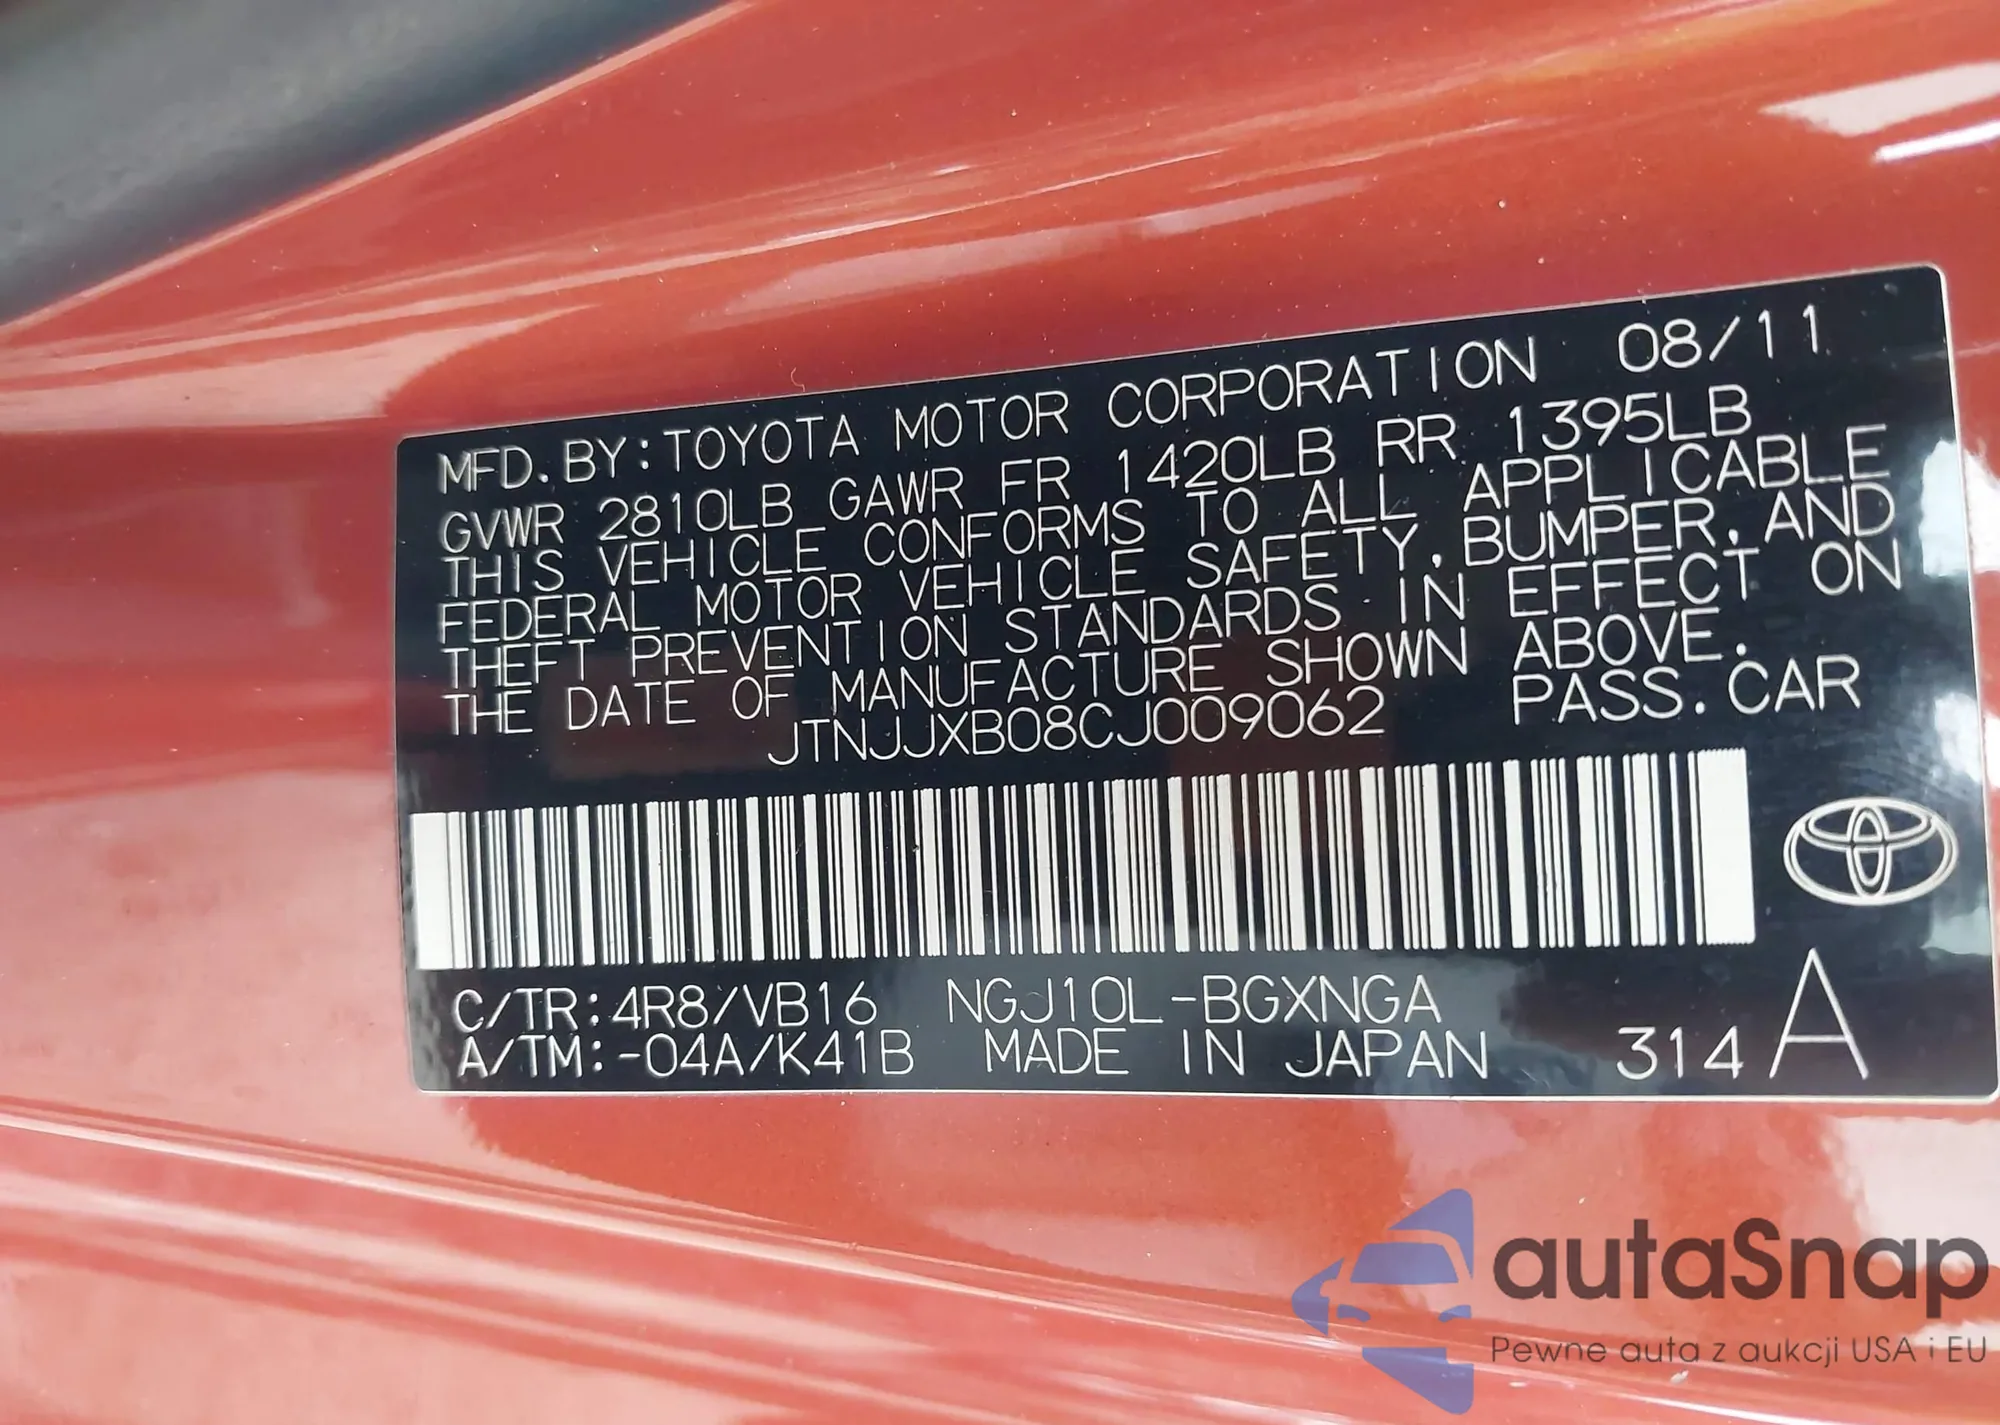 MFD. BY: TOYOTA MOTOR CORPORATION 08/11
GVWR 2810LB GAWR FR 1420LB RR 1395LB
THIS VEHICLE CONFORMS TO ALL APPLICABLE
FEDERAL MOTOR VEHICLE SAFETY, BUMPER, AND
THEFT PREVENTION STANDARDS IN EFFECT ON
THE DATE OF MANUFACTURE SHOWN ABOVE.
JTNJJXB08CJ009062 PASS. CAR
C/TR: 4R8/VB16 NGJ10L-BGXNGA
A/TM: -04A/K41B MADE IN JAPAN 314 A
autaSnap
Pewne auta z aukcji USA i EU